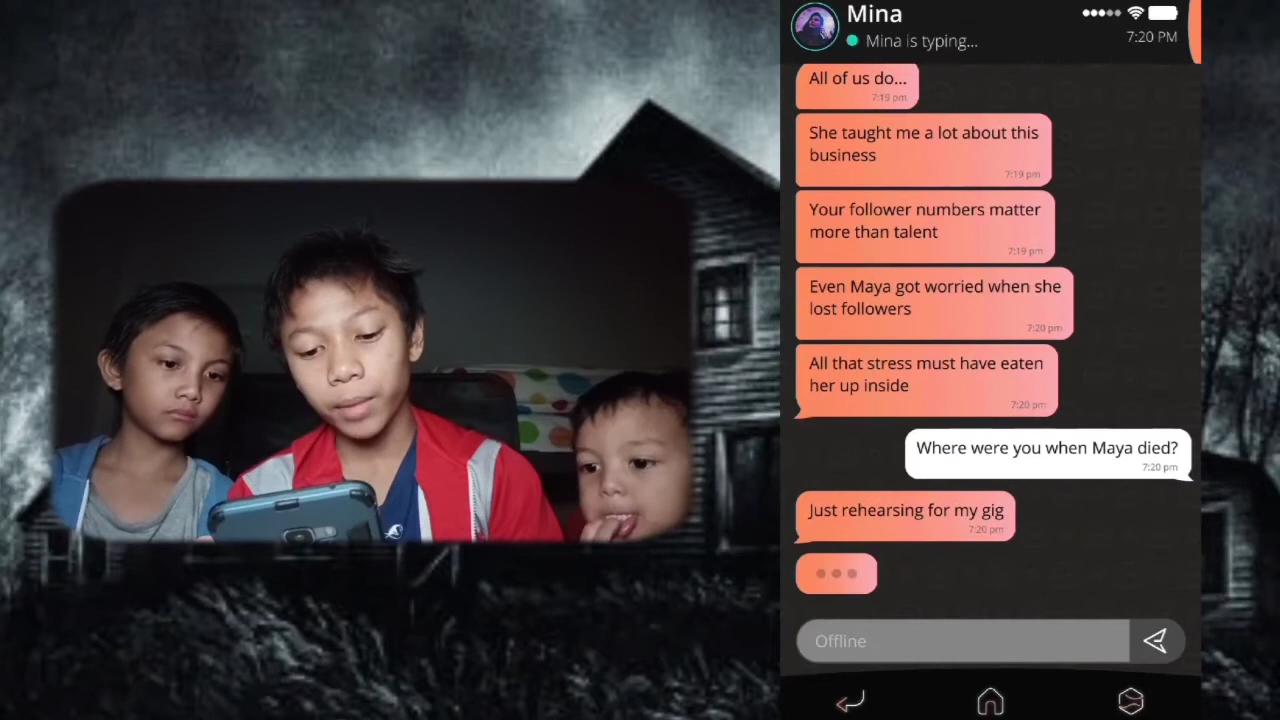 Mina
Mina is typing...
7:20 PM
All of us do...
7:19 pm
She taught me a lot about this
business
7:19 pm
Your follower numbers matter
more than talent
7:19 pm
Even Maya got worried when she
lost followers
7:20 pm
All that stress must have eaten
her up inside
7:20 pm
Where were you when Maya died?
7:20 pm
Just rehearsing for my gig
7:20 pm
Offline